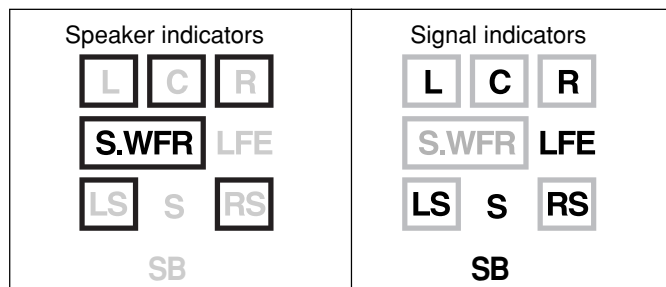 Speaker indicators
L C R
S.WFR LFE
LS S RS
SB
Signal indicators
L C R
S.WFR LFE
LS S RS
SB